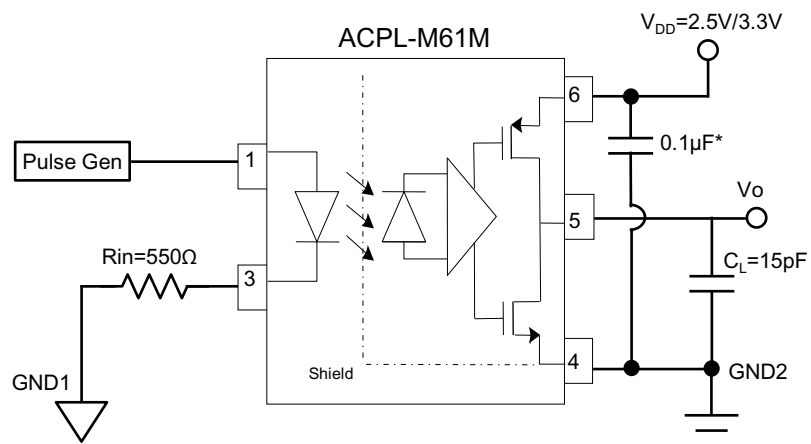 V_DD=2.5V/3.3V
ACPL-M61M
6
0.1µF*
Pulse Gen
1
Vo
5
Rin=550Ω
3
C_L=15pF
Shield
4
GND1
GND2